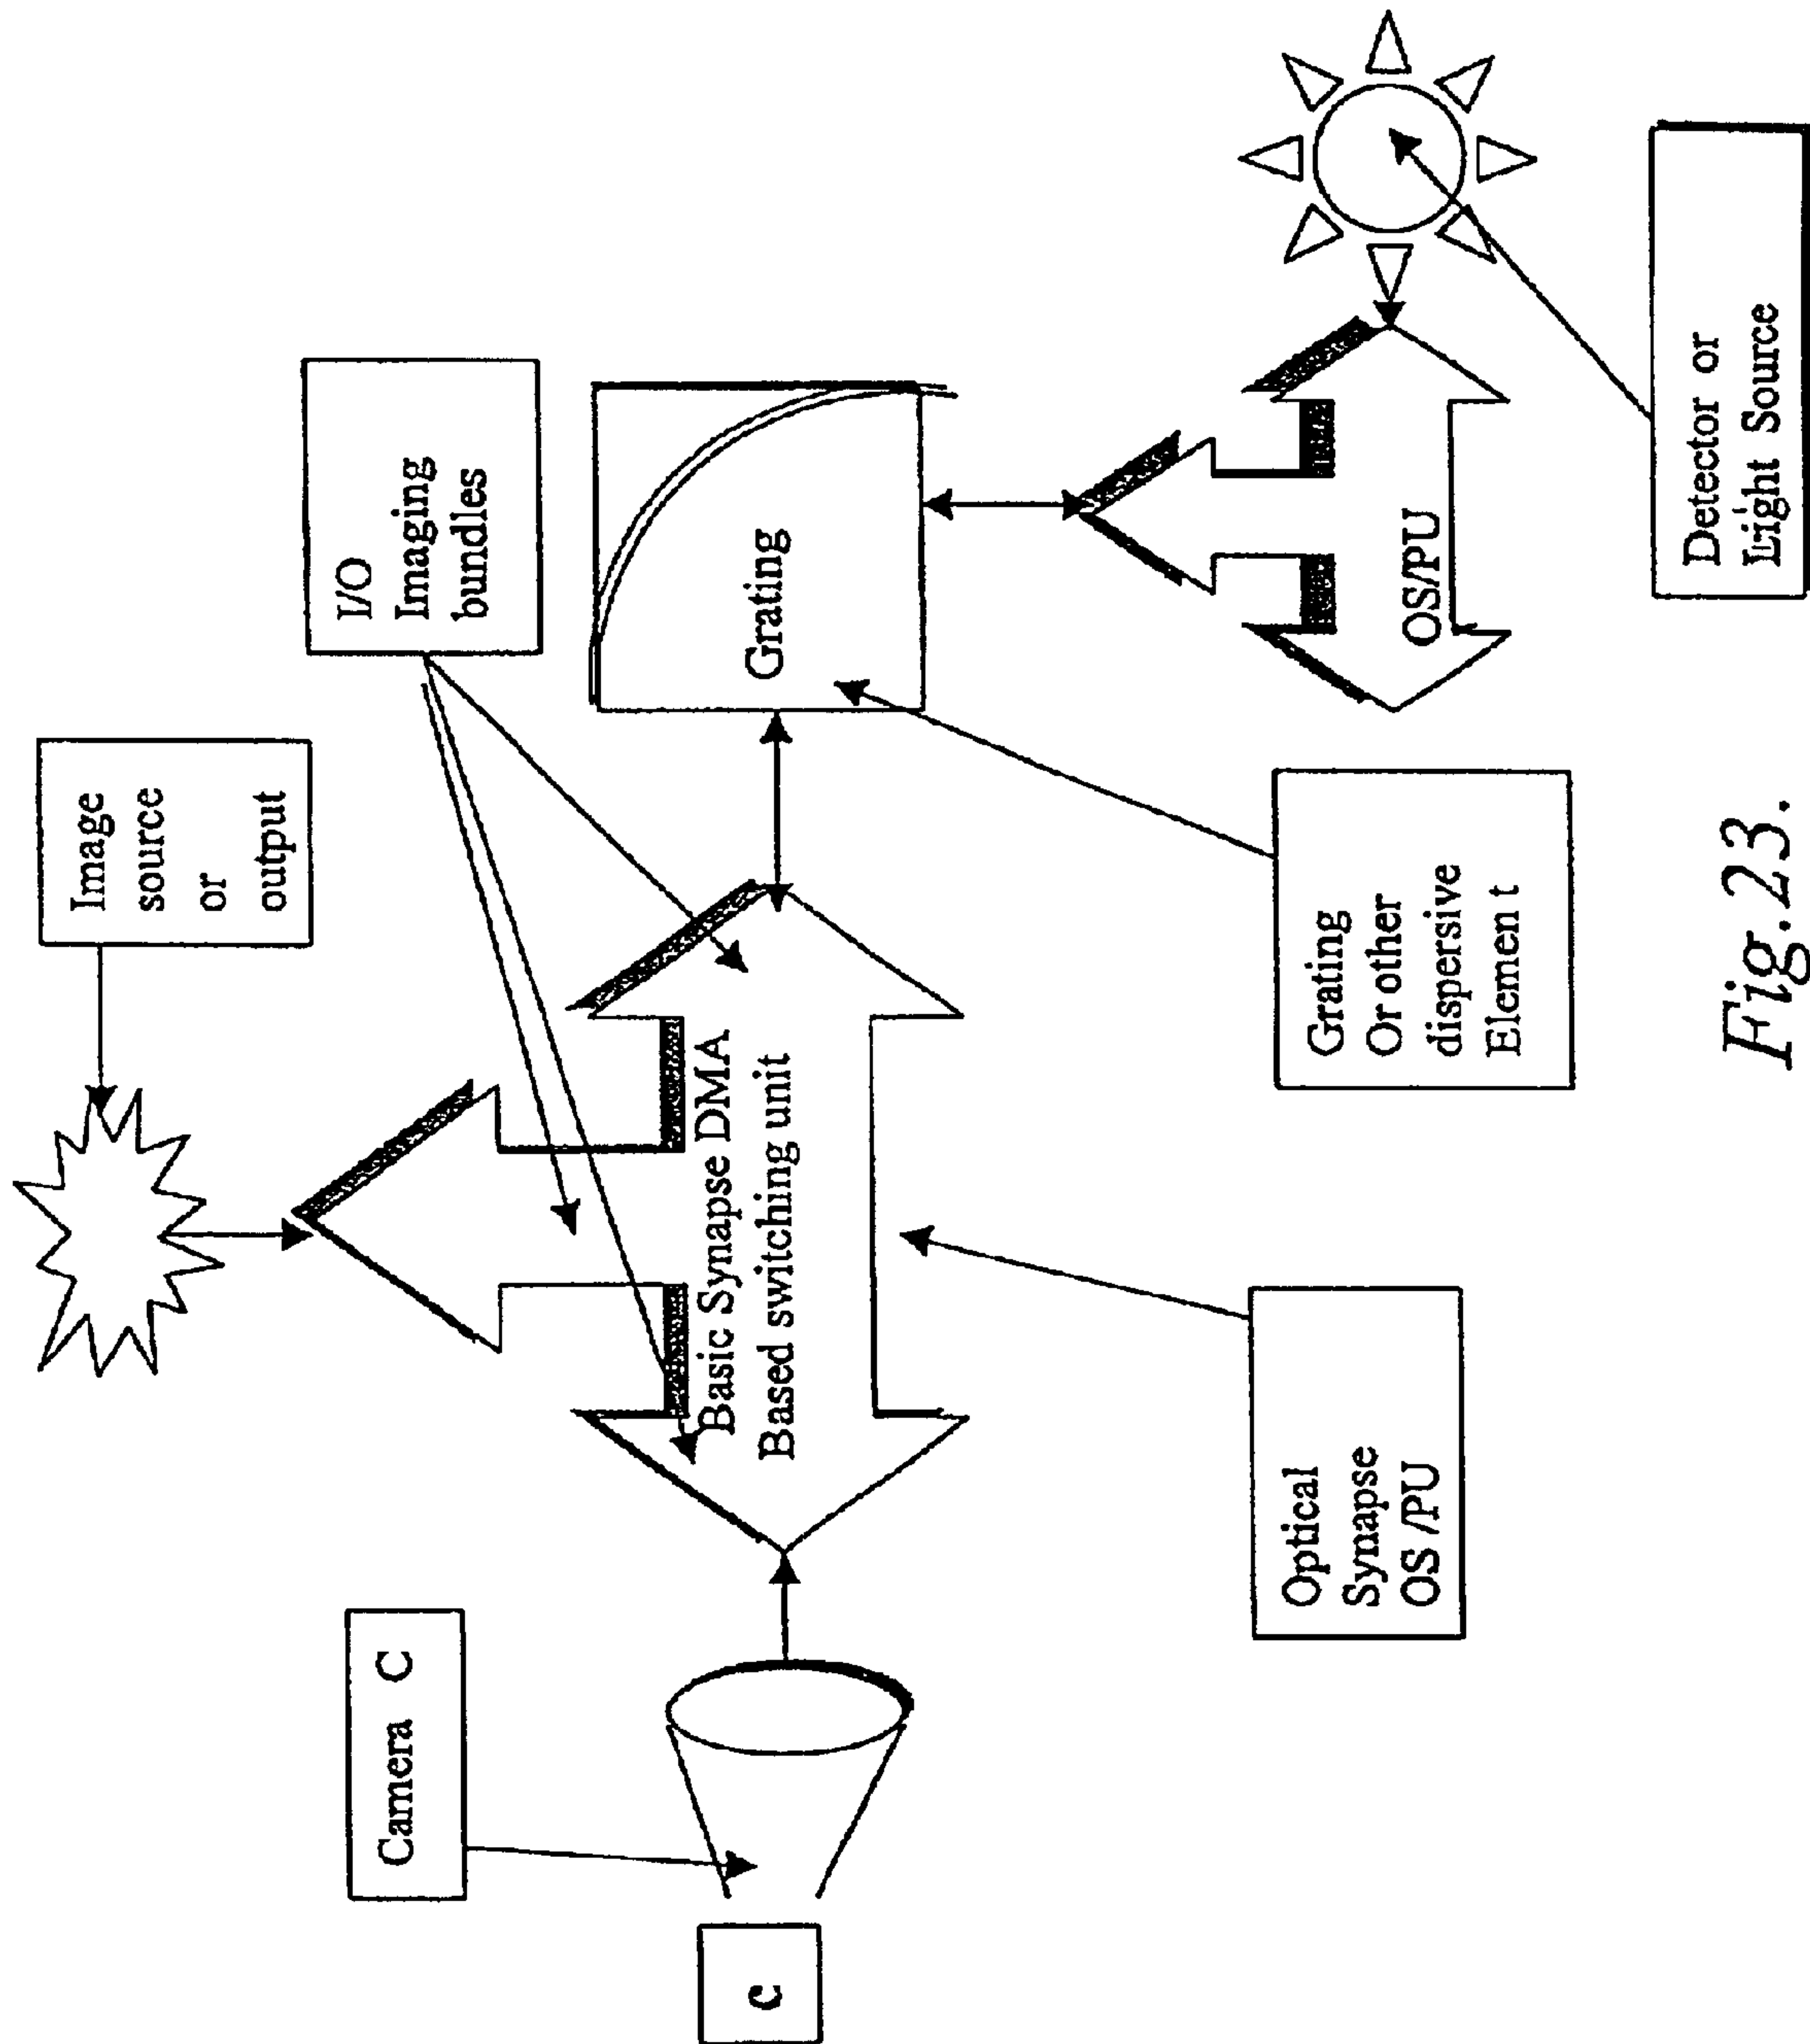 Image
source
or
output
I/O
Imaging
bundles
Camera C
c
Basic Synapse DMA
Based switching unit
Grating
OS/PU
Optical
Synapse
OS /PU
Grating
Or other
dispersive
Element
Detector or
Light Source
Fig.23.